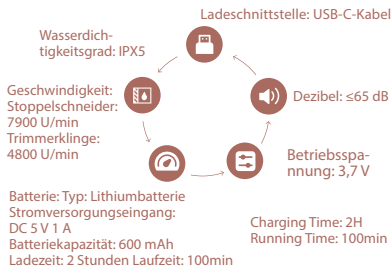 Ladeschnittstelle: USB-C-Kabel
Wasserdich-
tigkeitsgrad: IPX5
Geschwindigkeit:
Stoppelschneider:
7900 U/min
Trimmerklinge:
4800 U/min
Dezibel: ≤65 dB
Betriebsspa-
nnung: 3,7 V
Batterie: Typ: Lithiumbatterie
Stromversorgungseingang:
DC 5 V 1 A
Batteriekapazität: 600 mAh
Ladezeit: 2 Stunden Laufzeit: 100min
Charging Time: 2H
Running Time: 100min